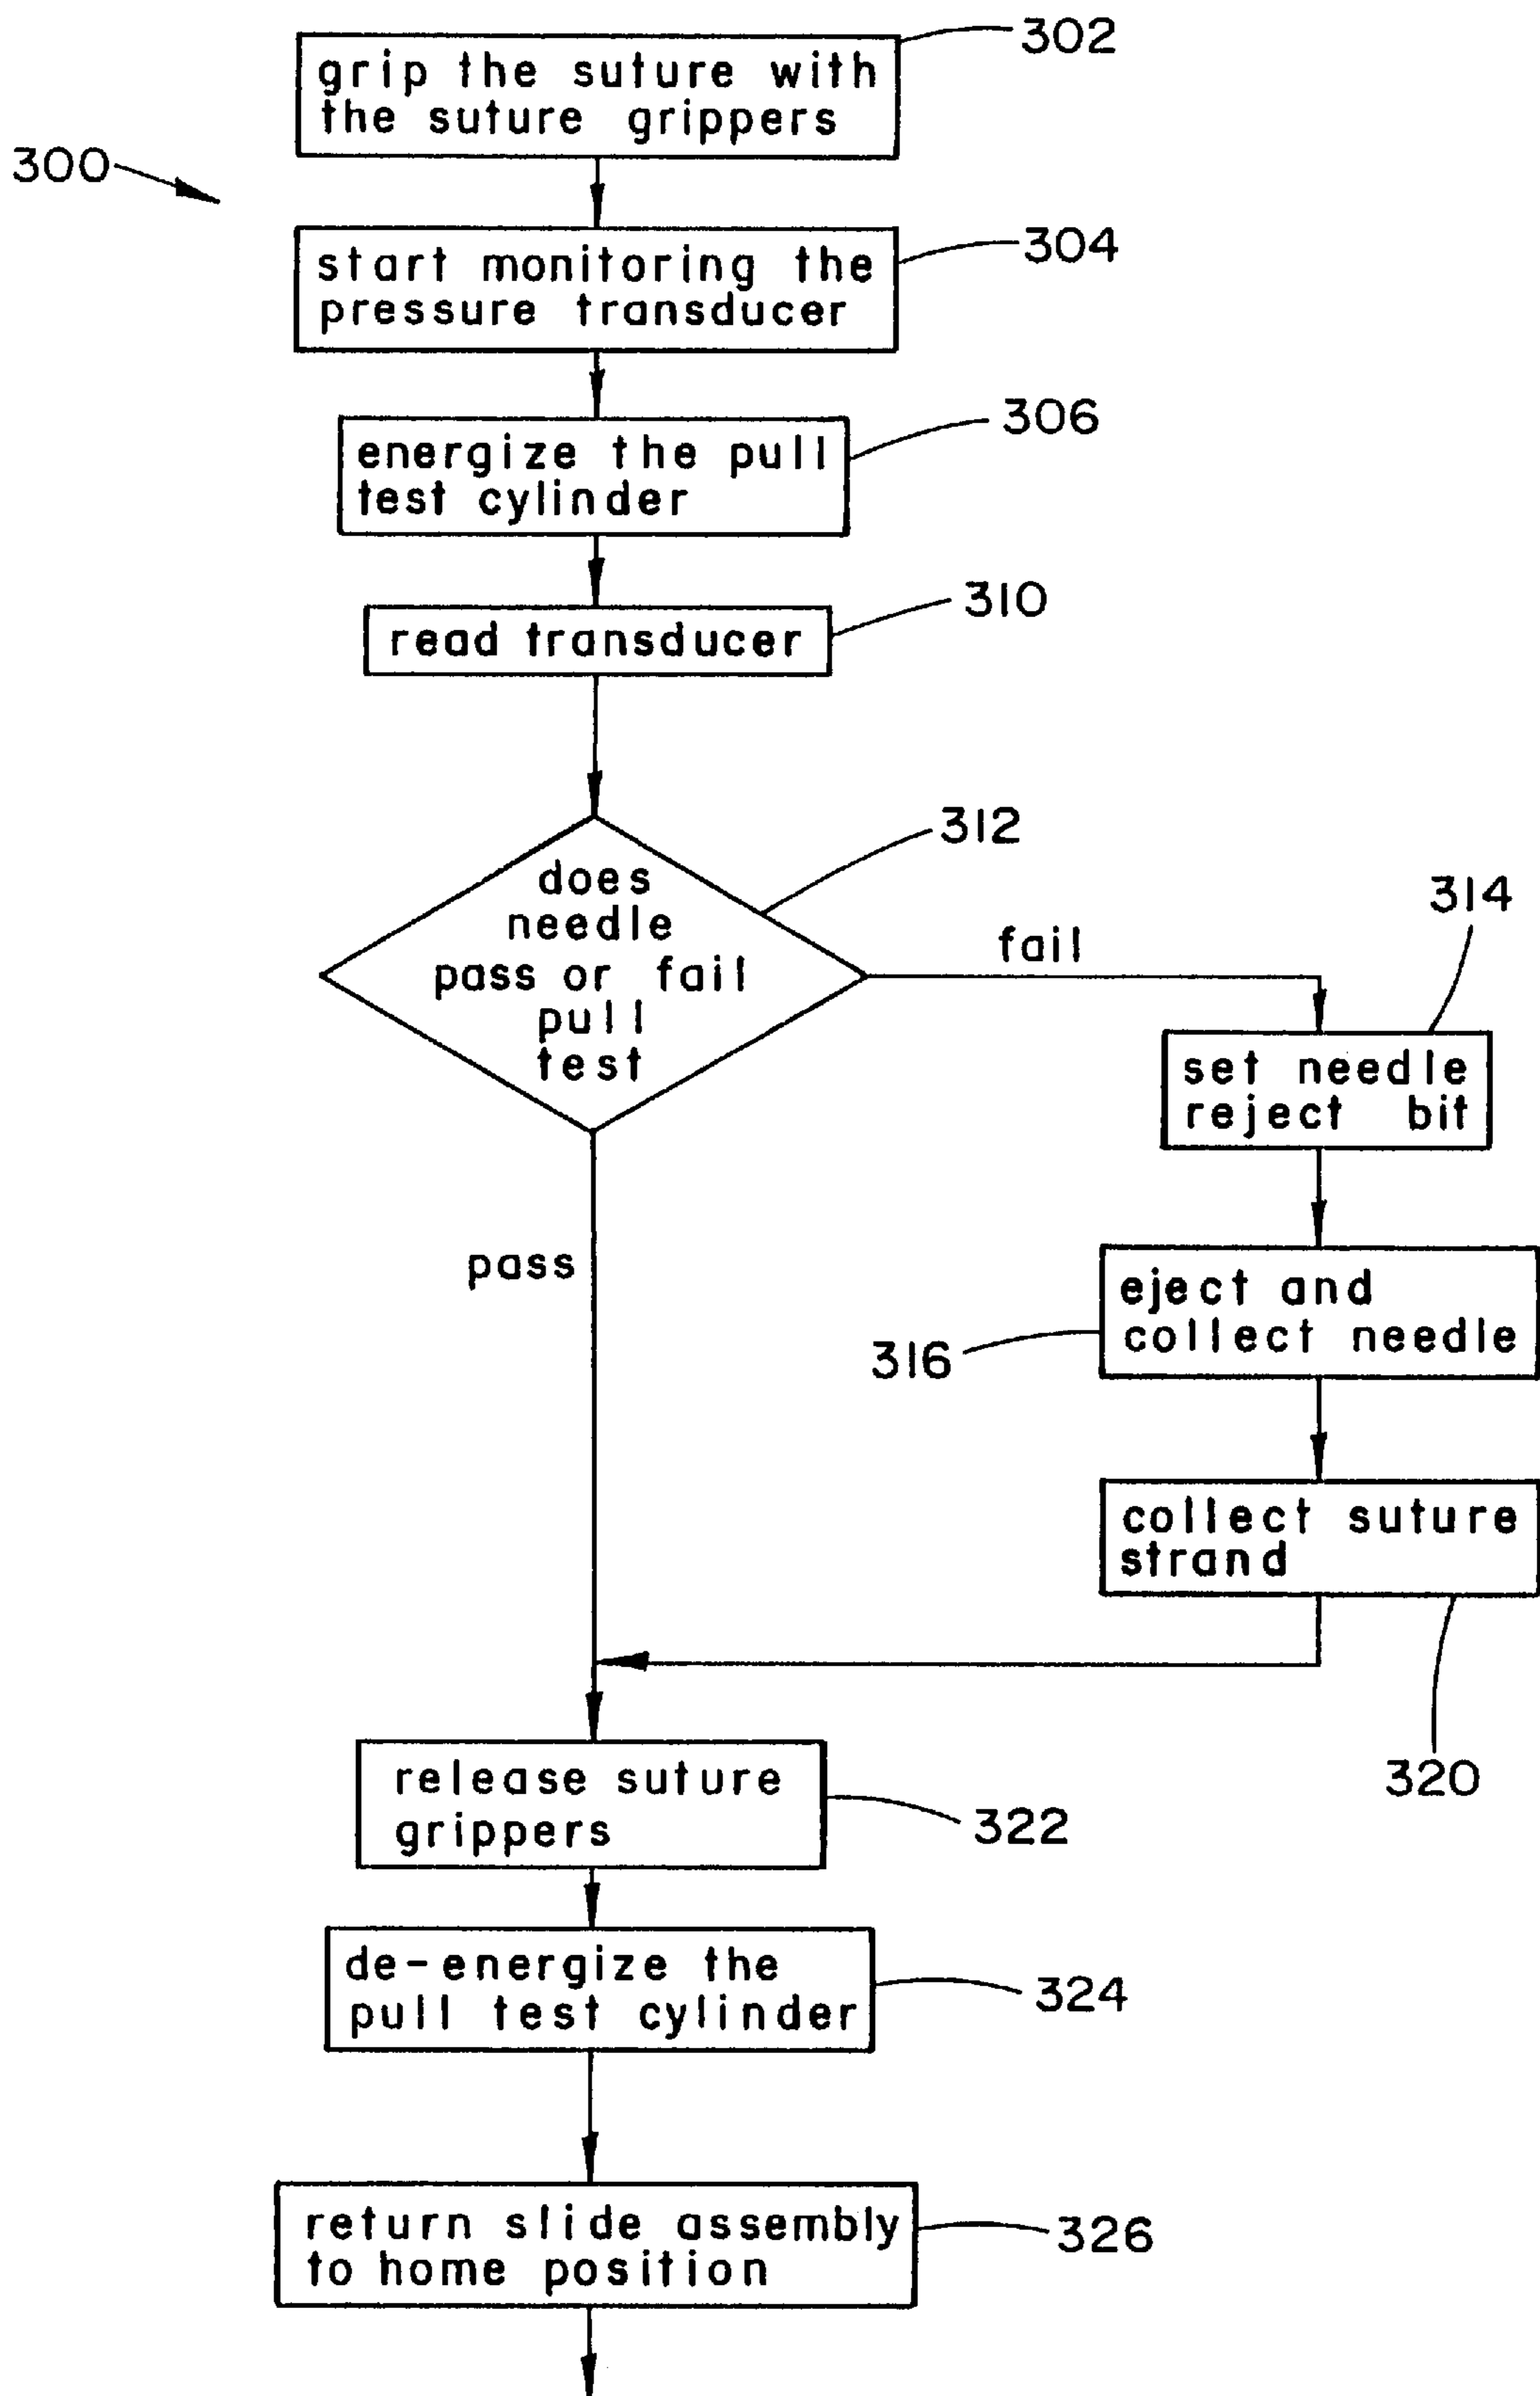 302
grip the suture with
the suture grippers
300
304
start monitoring the
pressure transducer
306
energize the pull
test cylinder
310
read transducer
312
does
needle
pass or fail
pull
test
fail
314
set needle
reject bit
pass
eject and
collect needle
316
collect suture
strand
320
release suture
grippers
322
de-energize the
pull test cylinder
324
return slide assembly
to home position
326